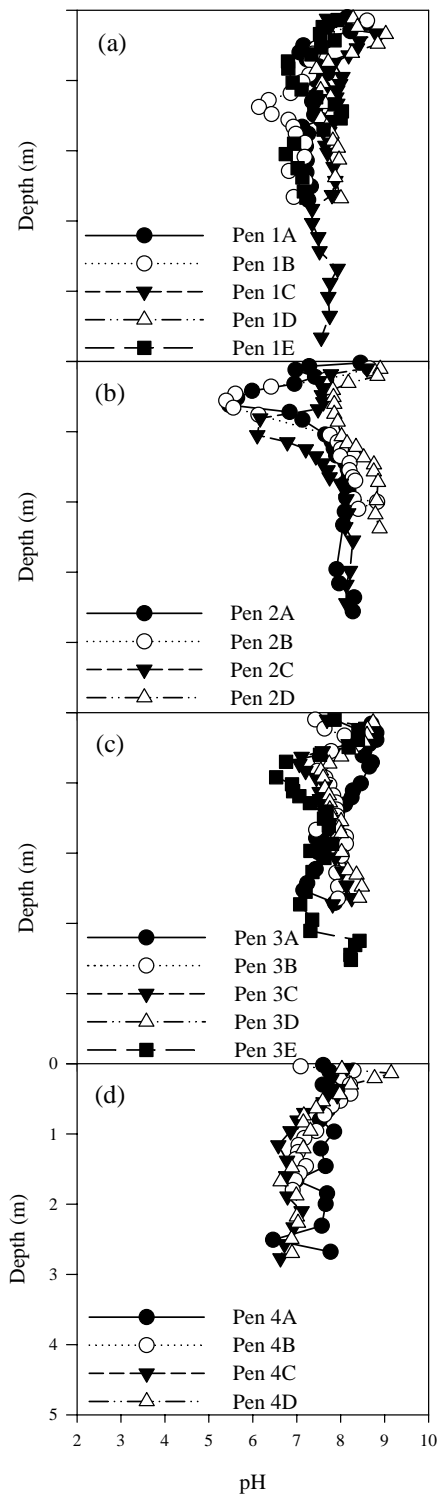 (a)
Depth (m)
Pen 1A
Pen 1B
Pen 1C
Pen 1D
Pen 1E
(b)
Depth (m)
Pen 2A
Pen 2B
Pen 2C
Pen 2D
(c)
Depth (m)
Pen 3A
Pen 3B
Pen 3C
Pen 3D
Pen 3E
0
(d)
1
Depth (m)
2
3
Pen 4A
4
Pen 4B
Pen 4C
Pen 4D
5
2 3 4 5 6 7 8 9 10
pH